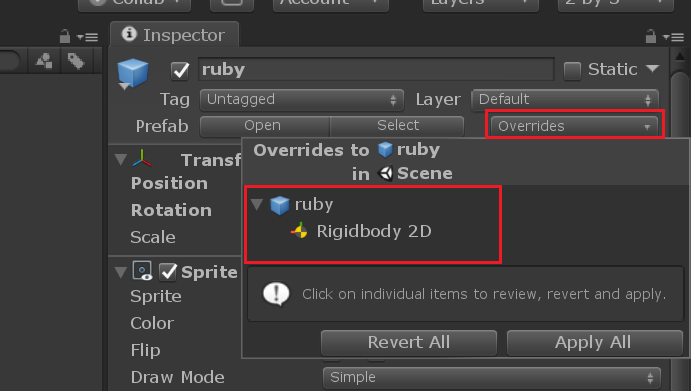 Collab
Account
Layers
2 by 3
Inspector
ruby
Static
Tag
Untagged
Layer
Default
Prefab
Open
Select
Overrides
Overrides to ruby
in Scene
Position
Rotation
Scale
ruby
Rigidbody 2D
Click on individual items to review, revert and apply.
Revert All
Apply All
Sprite
Sprite
Color
Flip
Draw Mode
Simple